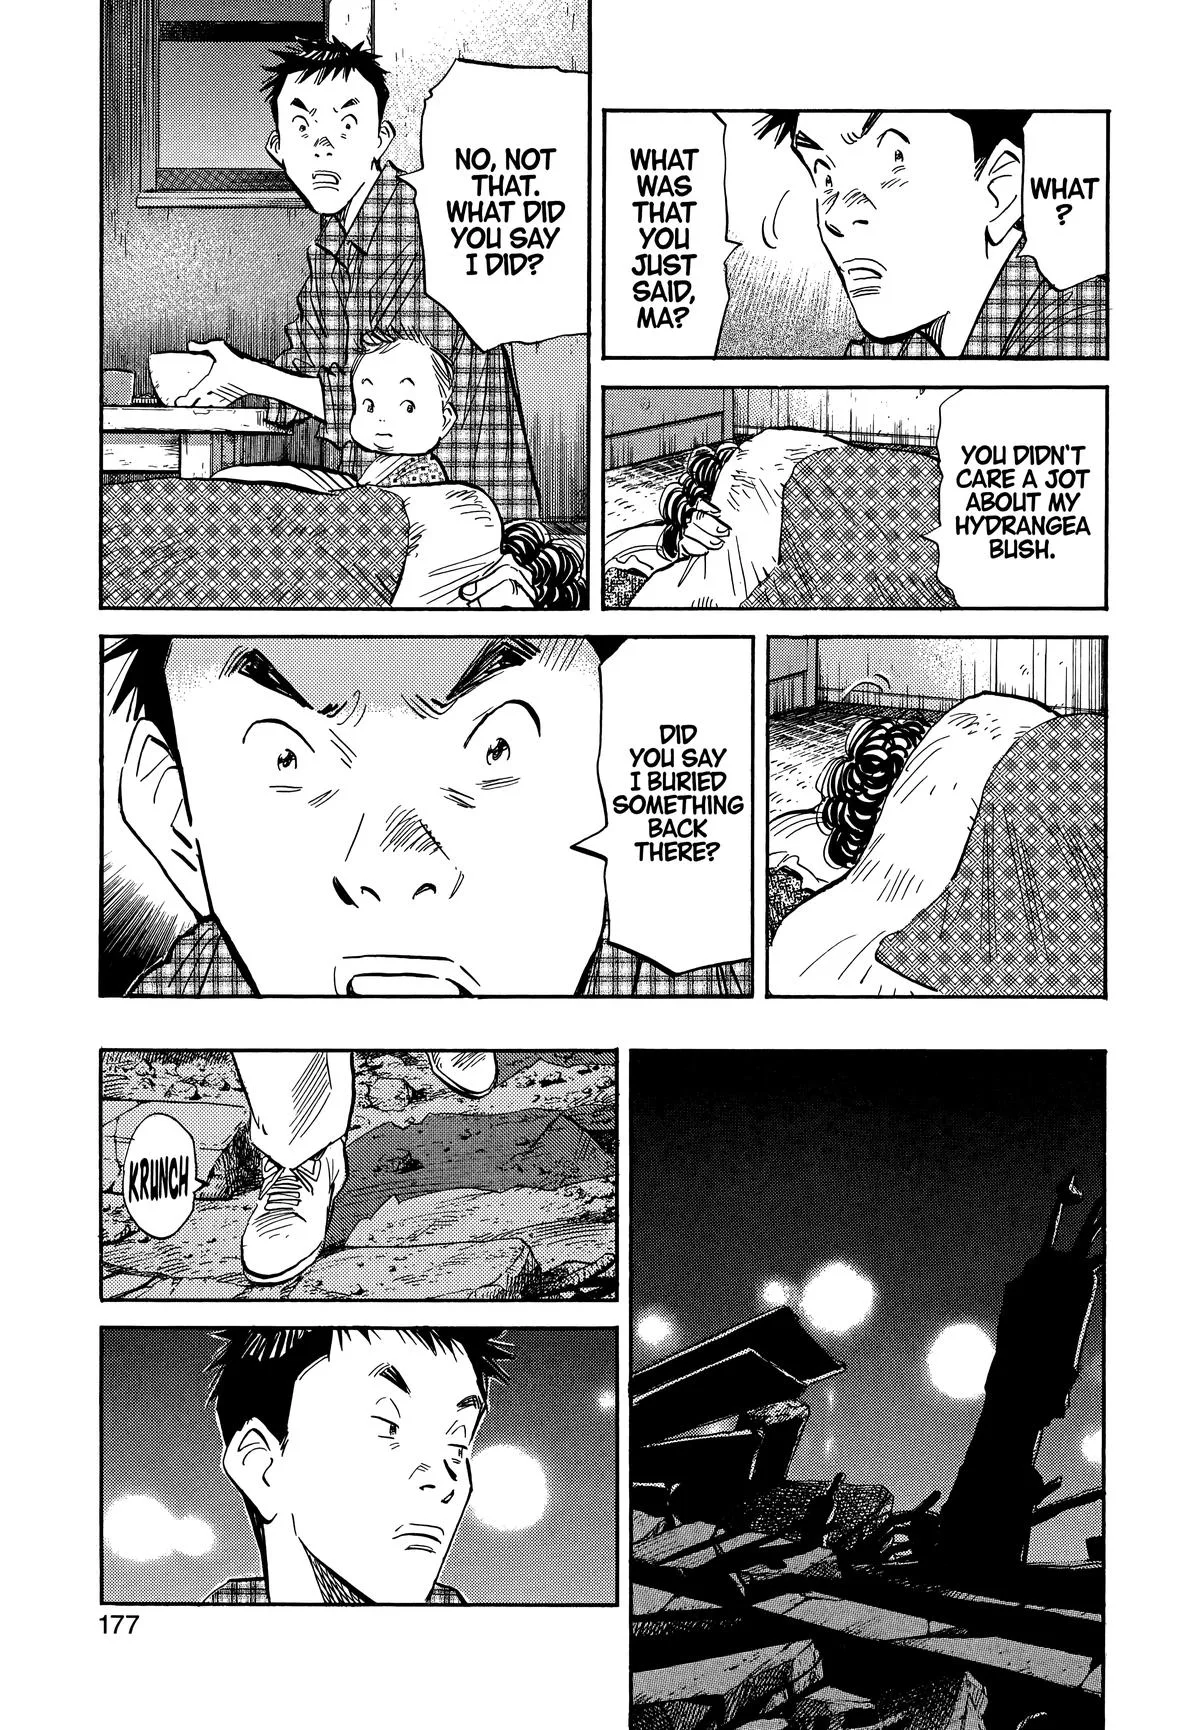 WHAT
?
WHAT
WAS
THAT
YOU
JUST
SAID,
MA?
YOU DIDN'T
CARE A JOT
ABOUT MY
HYDRANGEA
BUSH.
NO, NOT
THAT.
WHAT DID
YOU SAY
I DID?
DID
YOU SAY
I BURIED
SOMETHING
BACK
THERE?
KRUNCH
177